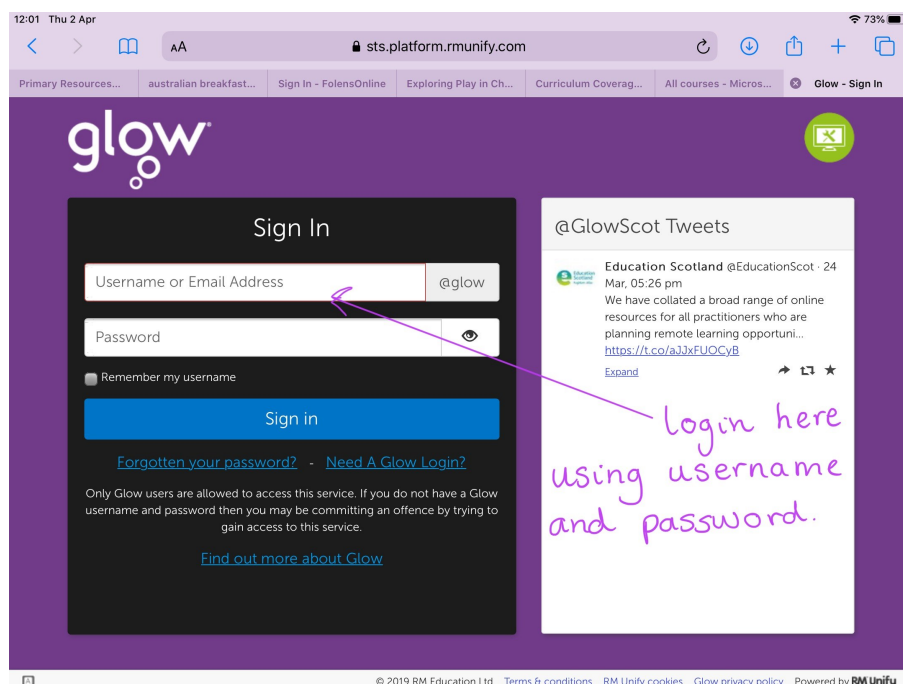 12:01 Thu 2 Apr
73%
AA
sts.platform.rmunify.com
Primary Resources...
australian breakfast...
Sign In - FolensOnline
Exploring Play in Ch...
Curriculum Coverag...
All courses - Micros...
Glow - Sign In
glow
Sign In
Username or Email Address
@glow
Password
Remember my username
Sign in
Forgotten your password? - Need A Glow Login?
Only Glow users are allowed to access this service. If you do not have a Glow
username and password then you may be committing an offence by trying to
gain access to this service.
Find out more about Glow
@GlowScot Tweets
Education Scotland @EducationScot · 24
Mar, 05:26 pm
We have collated a broad range of online
resources for all practitioners who are
planning remote learning opportuni...
https://t.co/aJJxFUOCyB
Expand
login here
using username
and password.
© 2019 RM Education Ltd Terms & conditions RM Unify cookies Glow privacy policy Powered by RM Unify